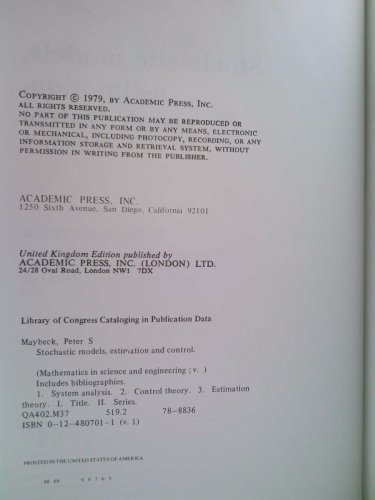 COPYRIGHT © 1979, BY ACADEMIC PRESS, INC.
ALL RIGHTS RESERVED.
NO PART OF THIS PUBLICATION MAY BE REPRODUCED OR
TRANSMITTED IN ANY FORM OR BY ANY MEANS, ELECTRONIC
OR MECHANICAL, INCLUDING PHOTOCOPY, RECORDING, OR ANY
INFORMATION STORAGE AND RETRIEVAL SYSTEM, WITHOUT
PERMISSION IN WRITING FROM THE PUBLISHER.
ACADEMIC PRESS, INC.
1250 Sixth Avenue, San Diego, California 92101
United Kingdom Edition published by
ACADEMIC PRESS, INC. (LONDON) LTD.
24/28 Oval Road, London NW1 7DX
Library of Congress Cataloging in Publication Data
Maybeck, Peter S
Stochastic models, estimation and control.
(Mathematics in science and engineering ; v. )
Includes bibliographies.
1. System analysis. 2. Control theory. 3. Estimation
theory. I. Title. II. Series.
QA402.M37 519.2 78-8836
ISBN 0-12-480701-1 (v. 1)
PRINTED IN THE UNITED STATES OF AMERICA